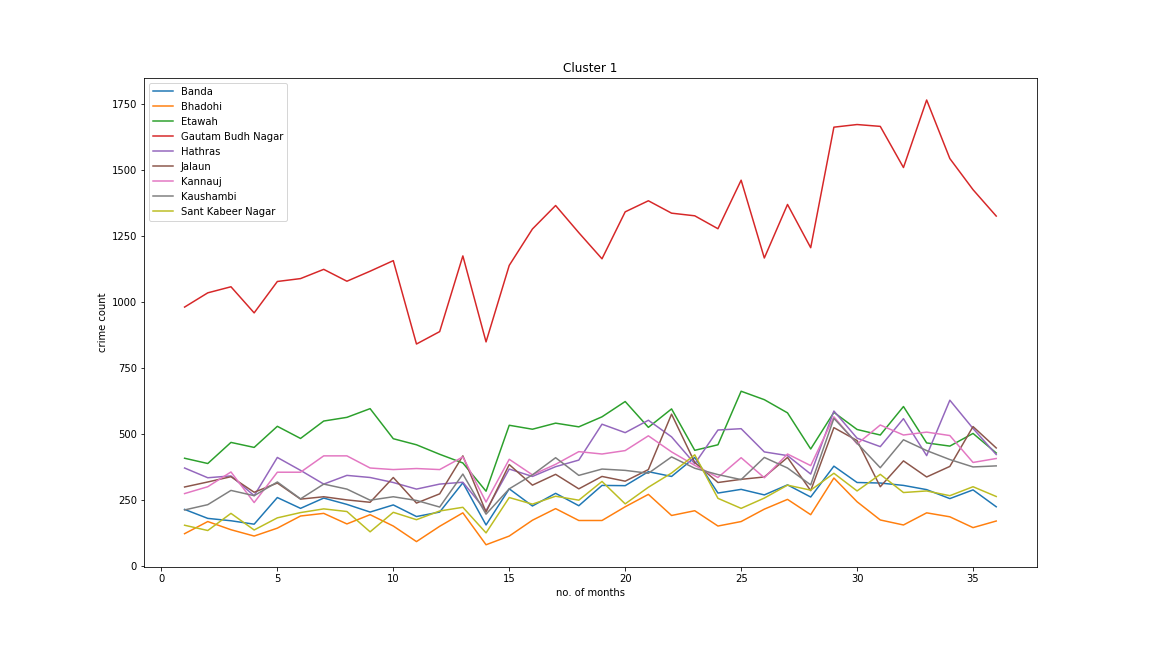 Cluster 1
1750
1500
1250
1000
750
500
250
0
crime count
Banda
Bhadohi
Etawah
Gautam Budh Nagar
Hathras
Jalaun
Kannauj
Kaushambi
Sant Kabeer Nagar
0 5 10 15 20 25 30 35
no. of months